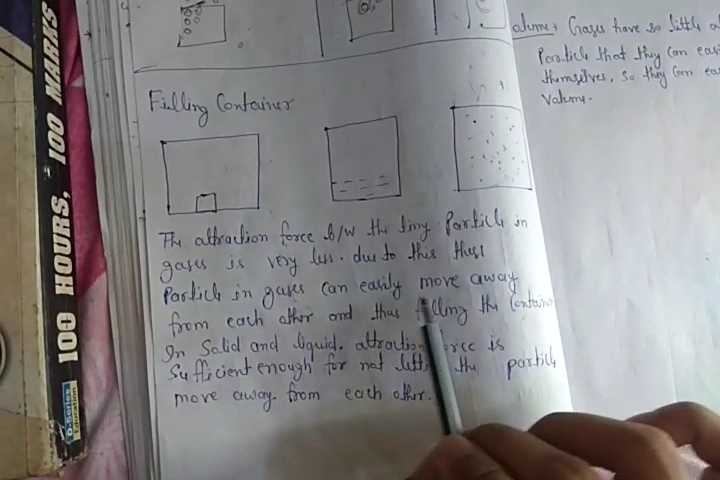 100 HOURS, 100 MARKS
D-Series
Education
Filling Container
The attraction force b/w the tiny Particle in
gases is very less. due to this these
Particle in gases can easily move away
from each other and thus filling the Container
In Solid and liquid. attraction force is
Sufficient enough for not the particle
move away. from each other.
Gases have so little
Particle that they can
themselves, so they can
Volume.